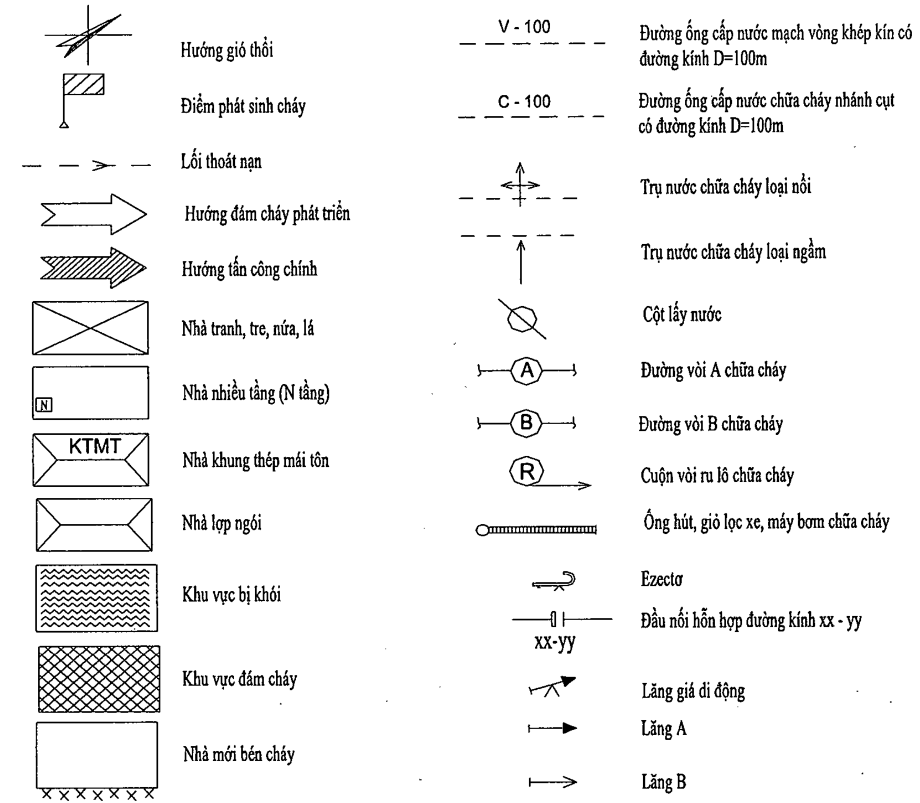 Hướng gió thổi
Điểm phát sinh cháy
Lối thoát nạn
Hướng đám cháy phát triển
Hướng tấn công chính
Nhà tranh, tre, nứa, lá
N
Nhà nhiều tầng (N tầng)
KTMT
Nhà khung thép mái tôn
Nhà lợp ngói
Khu vực bị khói
Khu vực đám cháy
Nhà mới bén cháy
V - 100
Đường ống cấp nước mạch vòng khép kín có
đường kính D=100m
C - 100
Đường ống cấp nước chữa cháy nhánh cụt
có đường kính D=100m
Trụ nước chữa cháy loại nổi
Trụ nước chữa cháy loại ngầm
Cột lấy nước
A
Đường vòi A chữa cháy
B
Đường vòi B chữa cháy
R
Cuộn vòi ru lô chữa cháy
Ống hút, giỏ lọc xe, máy bơm chữa cháy
Ezectơ
xx-yy
Đầu nối hỗn hợp đường kính xx - yy
Lăng giá di động
Lăng A
Lăng B